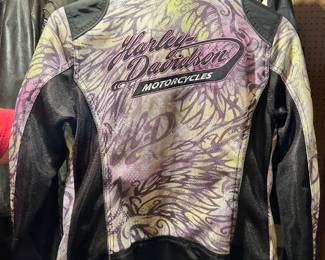 Harley-
Davidson
MOTORCYCLES
H-D